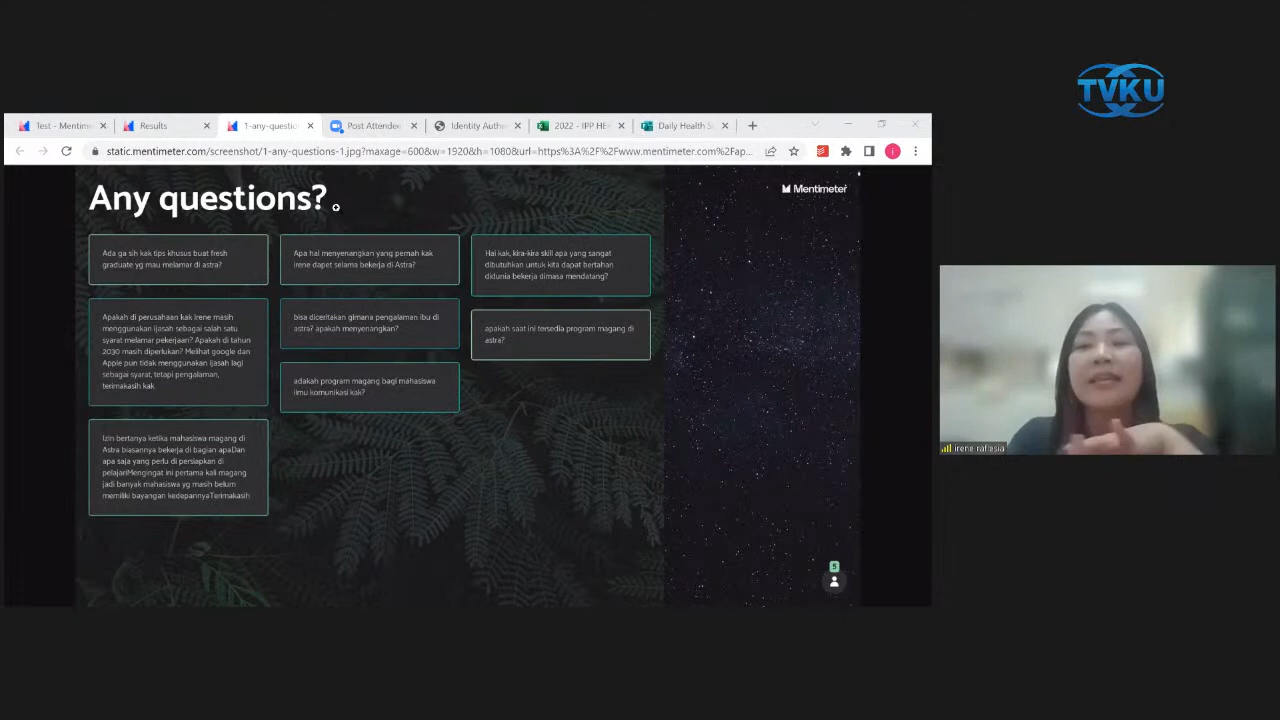 TVKU
Test - Mentim
Results
1-any-questio
Post Attende
Identity Auth
2022 - IPP HE
Daily Health S
static.mentimeter.com/screenshot/1-any-questions-1.jpg?maxage=600&w=1920&h=1080&url=https%3A%2F%2Fwww.mentimeter.com%2Fap...
Any questions?
Mentimeter
Ada ga sih kak tips khusus buat fresh
graduate yg mau melamar di astra?
Apakah di perusahaan kak Irene masih
menggunakan ijasah sebagai salah satu
syarat melamar pekerjaan? Apakah di tahun
2030 masih diperlukan? Melihat google dan
Apple pun tidak menggunakan ijasah lagi
sebagai syarat, tetapi pengalaman,
terimakasih kak
Izin bertanya ketika mahasiswa magang di
Astra biasannya bekerja di bagian apaDan
apa saja yang perlu di persiapkan di
pelajariMengingat ini pertama kali magang
jadi banyak mahasiswa yg masih belum
memiliki bayangan kedepannyaTerimakasih
Apa hal menyenangkan yang pernah kak
irene dapet selama bekerja di Astra?
bisa diceritakan gimana pengalaman ibu di
astra? apakah menyenangkan?
adakah program magang bagi mahasiswa
ilmu komunikasi kak?
Hai kak, kira-kira skill apa yang sangat
dibutuhkan untuk kita dapat bertahan
didunia bekerja dimasa mendatang?
apakah saat ini tersedia program magang di
astra?
5
irene rafiasia